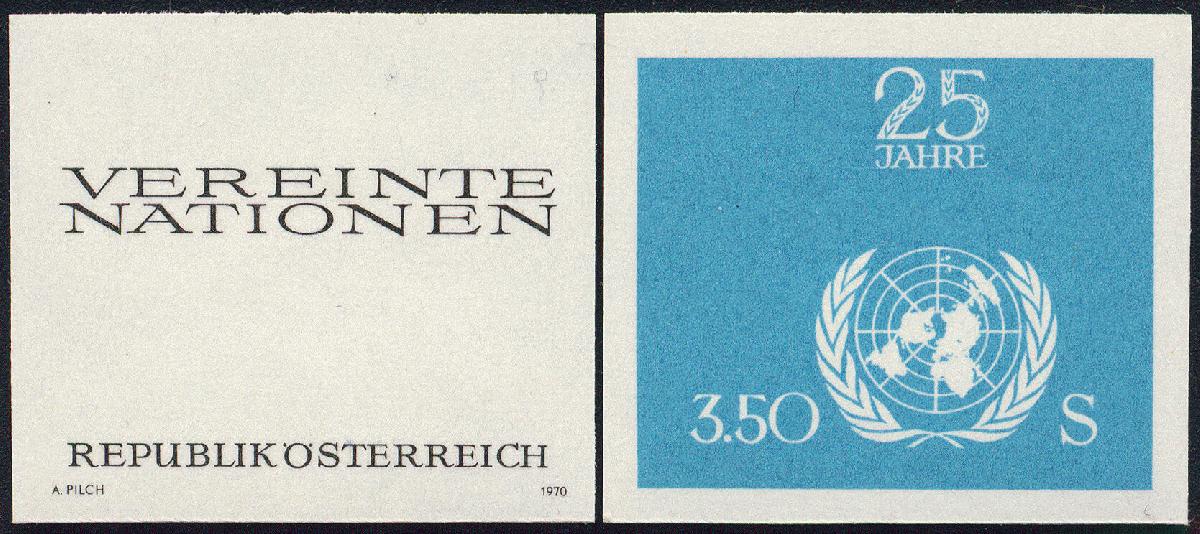 VEREINTE
NATIONEN
REPUBLIK ÖSTERREICH
A. PILCH 1970
25
JAHRE
3.50 S